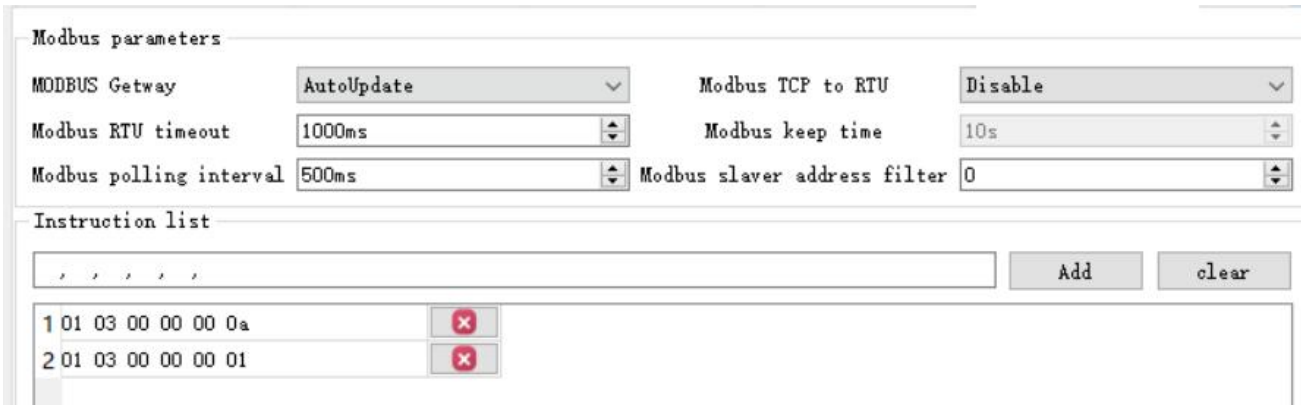 Modbus parameters
MODBUS Getway AutoUpdate Modbus TCP to RTU Disable
Modbus RTU timeout 1000ms Modbus keep time 10s
Modbus polling interval 500ms Modbus slaver address filter 0
Instruction list
, , , , , Add clear
1 01 03 00 00 00 0a
2 01 03 00 00 00 01